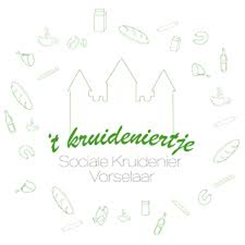 't kruideniertje
Sociale Kruidenier
Vorselaar